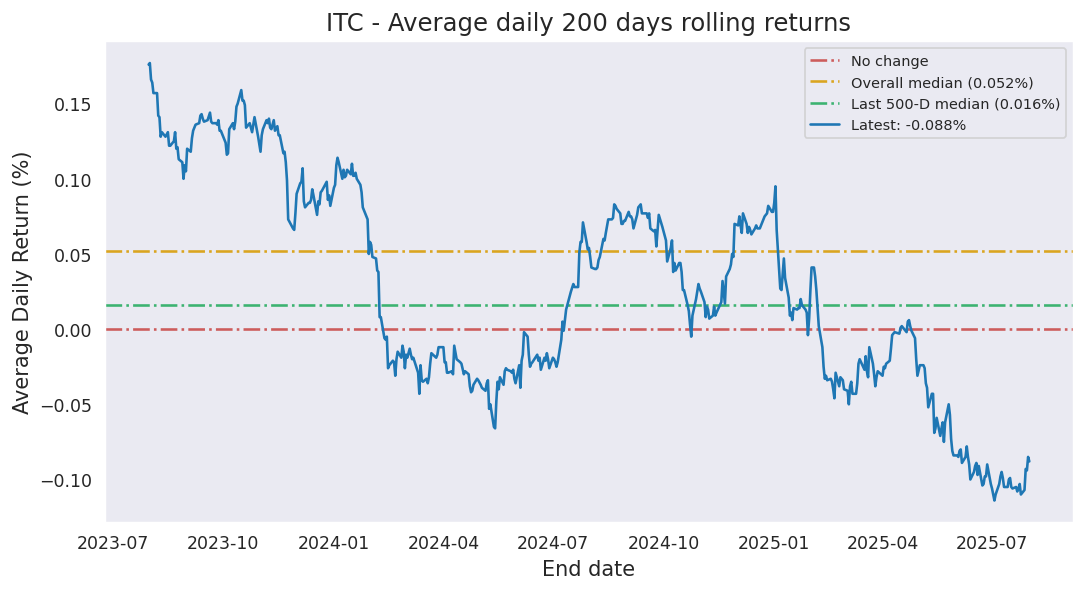 ITC - Average daily 200 days rolling returns
No change
Overall median (0.052%)
Last 500-D median (0.016%)
Latest: -0.088%
Average Daily Return (%)
0.15
0.10
0.05
0.00
−0.05
−0.10
2023-07 2023-10 2024-01 2024-04 2024-07 2024-10 2025-01 2025-04 2025-07
End date